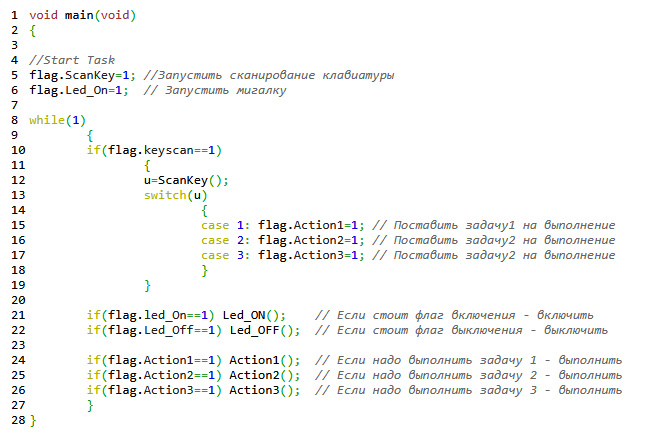 1 void main(void)
2 {
3
4 //Start Task
5 flag.ScanKey=1; //Запустить сканирование клавиатуры
6 flag.Led_On=1;  // Запустить мигалку
7
8 while(1)
9         {
10         if(flag.keyscan==1)
11                 {
12                 u=ScanKey();
13                 switch(u)
14                         {
15                         case 1: flag.Action1=1; // Поставить задачу1 на выполнение
16                         case 2: flag.Action2=1; // Поставить задачу2 на выполнение
17                         case 3: flag.Action3=1; // Поставить задачу2 на выполнение
18                         }
19                 }
20
21         if(flag.led_On==1) Led_ON();    // Если стоит флаг включения - включить
22         if(flag.Led_Off==1) Led_OFF();  // Если стоит флаг выключения - выключить
23
24         if(flag.Action1==1) Action1();  // Если надо выполнить задачу 1 - выполнить
25         if(flag.Action2==1) Action2();  // Если надо выполнить задачу 2 - выполнить
26         if(flag.Action3==1) Action3();  // Если надо выполнить задачу 3 - выполнить
27         }
28 }